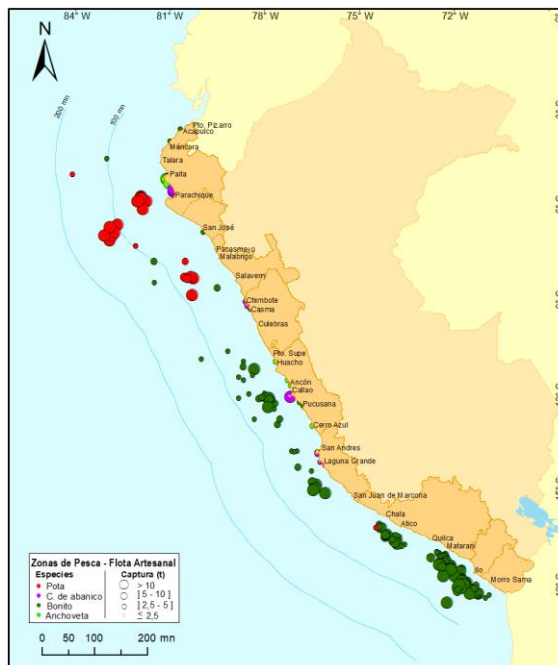 84° W
81° W
78° W
75° W
72° W
N
200 mn
100 mn
Pto. Pizarro
Acapulco
Máncora
Talara
Paita
Parachique
San José
Pacasmayo
Malabrigo
Salaverry
Chimbote
Casma
Culebras
Pto. Supe
Huacho
Ancón
Callao
Pucusana
Cerro Azul
San Andres
Laguna Grande
San Juan de Marcona
Chala
Atico
Quilca
Matarani
Ilo
Morro Sama
Zonas de Pesca - Flota Artesanal
Especies Captura (t)
Pota > 10
C. de abanico ] 5 - 10 ]
Bonito ] 2,5 - 5 ]
Anchoveta ≤ 2,5
0 50 100 200 mn